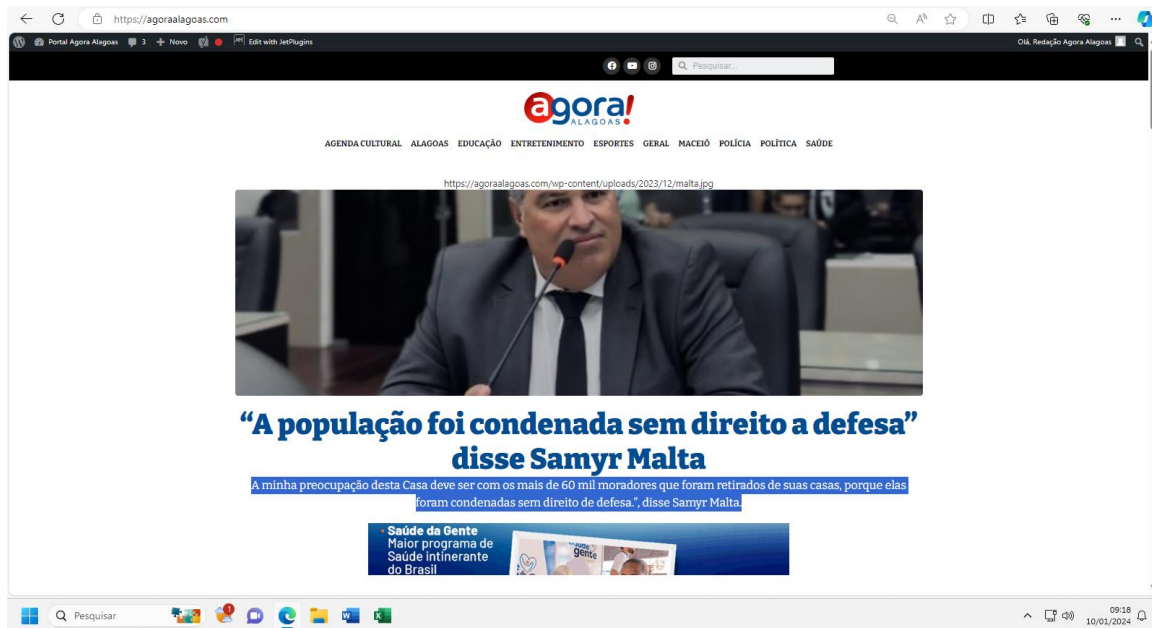 https://agoraalagoas.com
Portal Agora Alagoas 3 Novo Edit with JetPlugins Olá, Redação Agora Alagoas
Pesquisar...
agora!
ALAGOAS
AGENDA CULTURAL ALAGOAS EDUCAÇÃO ENTRETENIMENTO ESPORTES GERAL MACEIÓ POLÍCIA POLÍTICA SAÚDE
https://agoraalagoas.com/wp-content/uploads/2023/12/malta.jpg
“A população foi condenada sem direito a defesa”
disse Samyr Malta
A minha preocupação desta Casa deve ser com os mais de 60 mil moradores que foram retirados de suas casas, porque elas
foram condenadas sem direito de defesa.”, disse Samyr Malta.
Saúde da Gente
Maior programa de
Saúde intinerante
do Brasil
gente
Pesquisar
09:18
10/01/2024